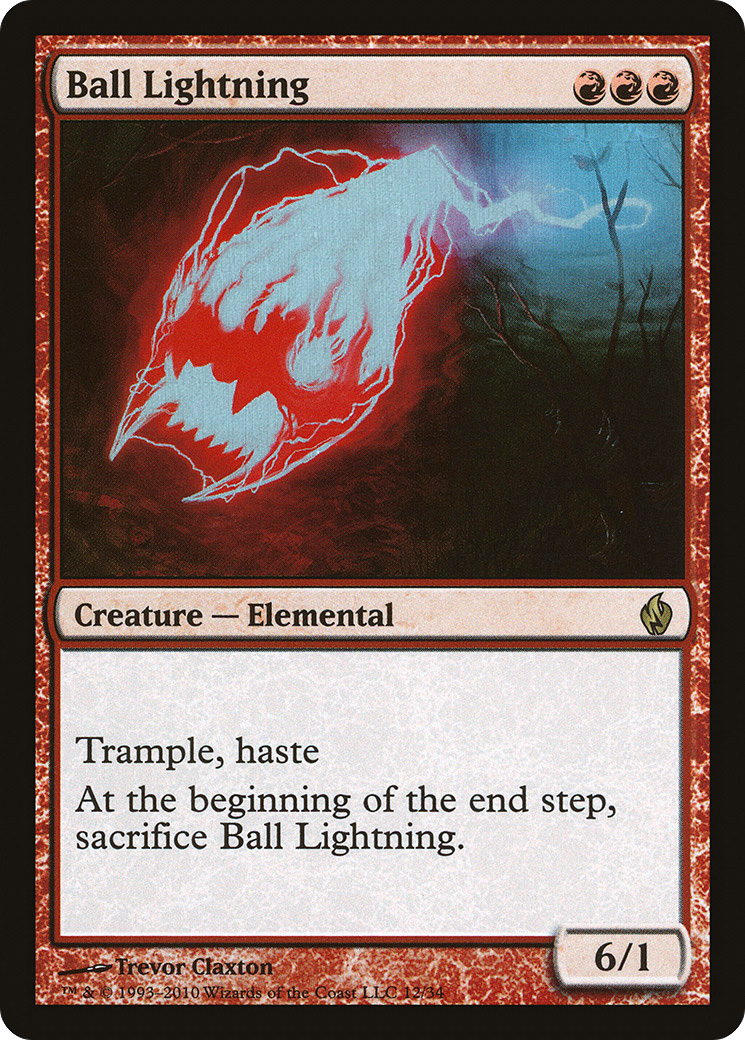 Ball Lightning
Creature — Elemental
Trample, haste
At the beginning of the end step,
sacrifice Ball Lightning.
6/1
Trevor Claxton
™ & © 1993-2010 Wizards of the Coast LLC 12/34